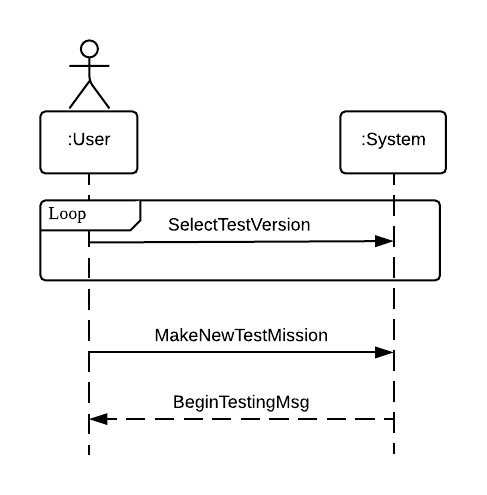 :User
:System
Loop
SelectTestVersion
MakeNewTestMission
BeginTestingMsg